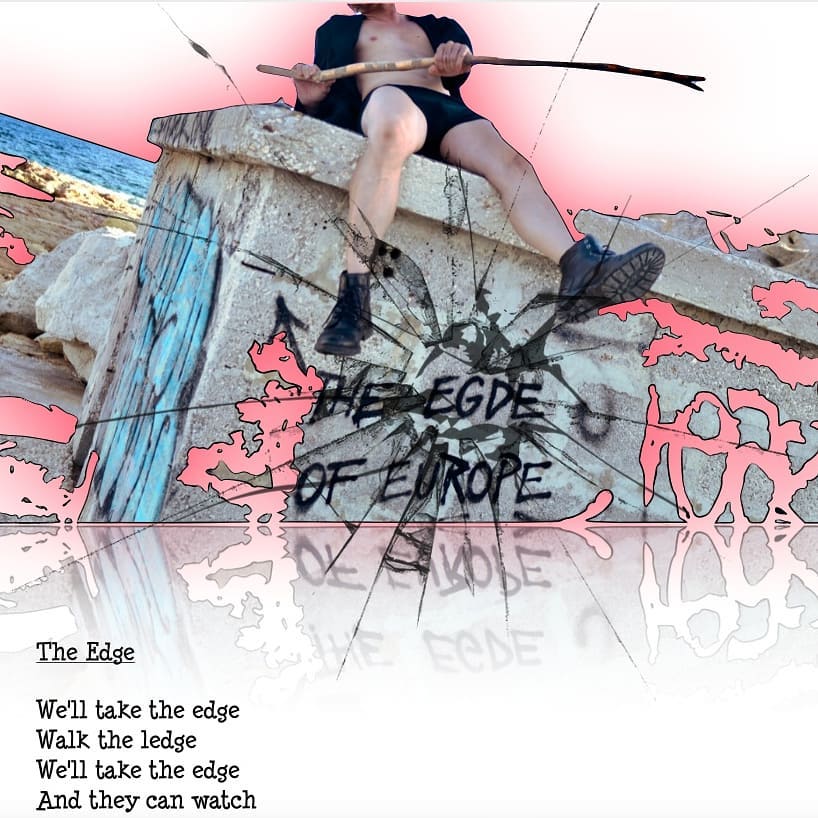 THE EGDE
OF EUROPE
The Edge
We'll take the edge
Walk the ledge
We'll take the edge
And they can watch